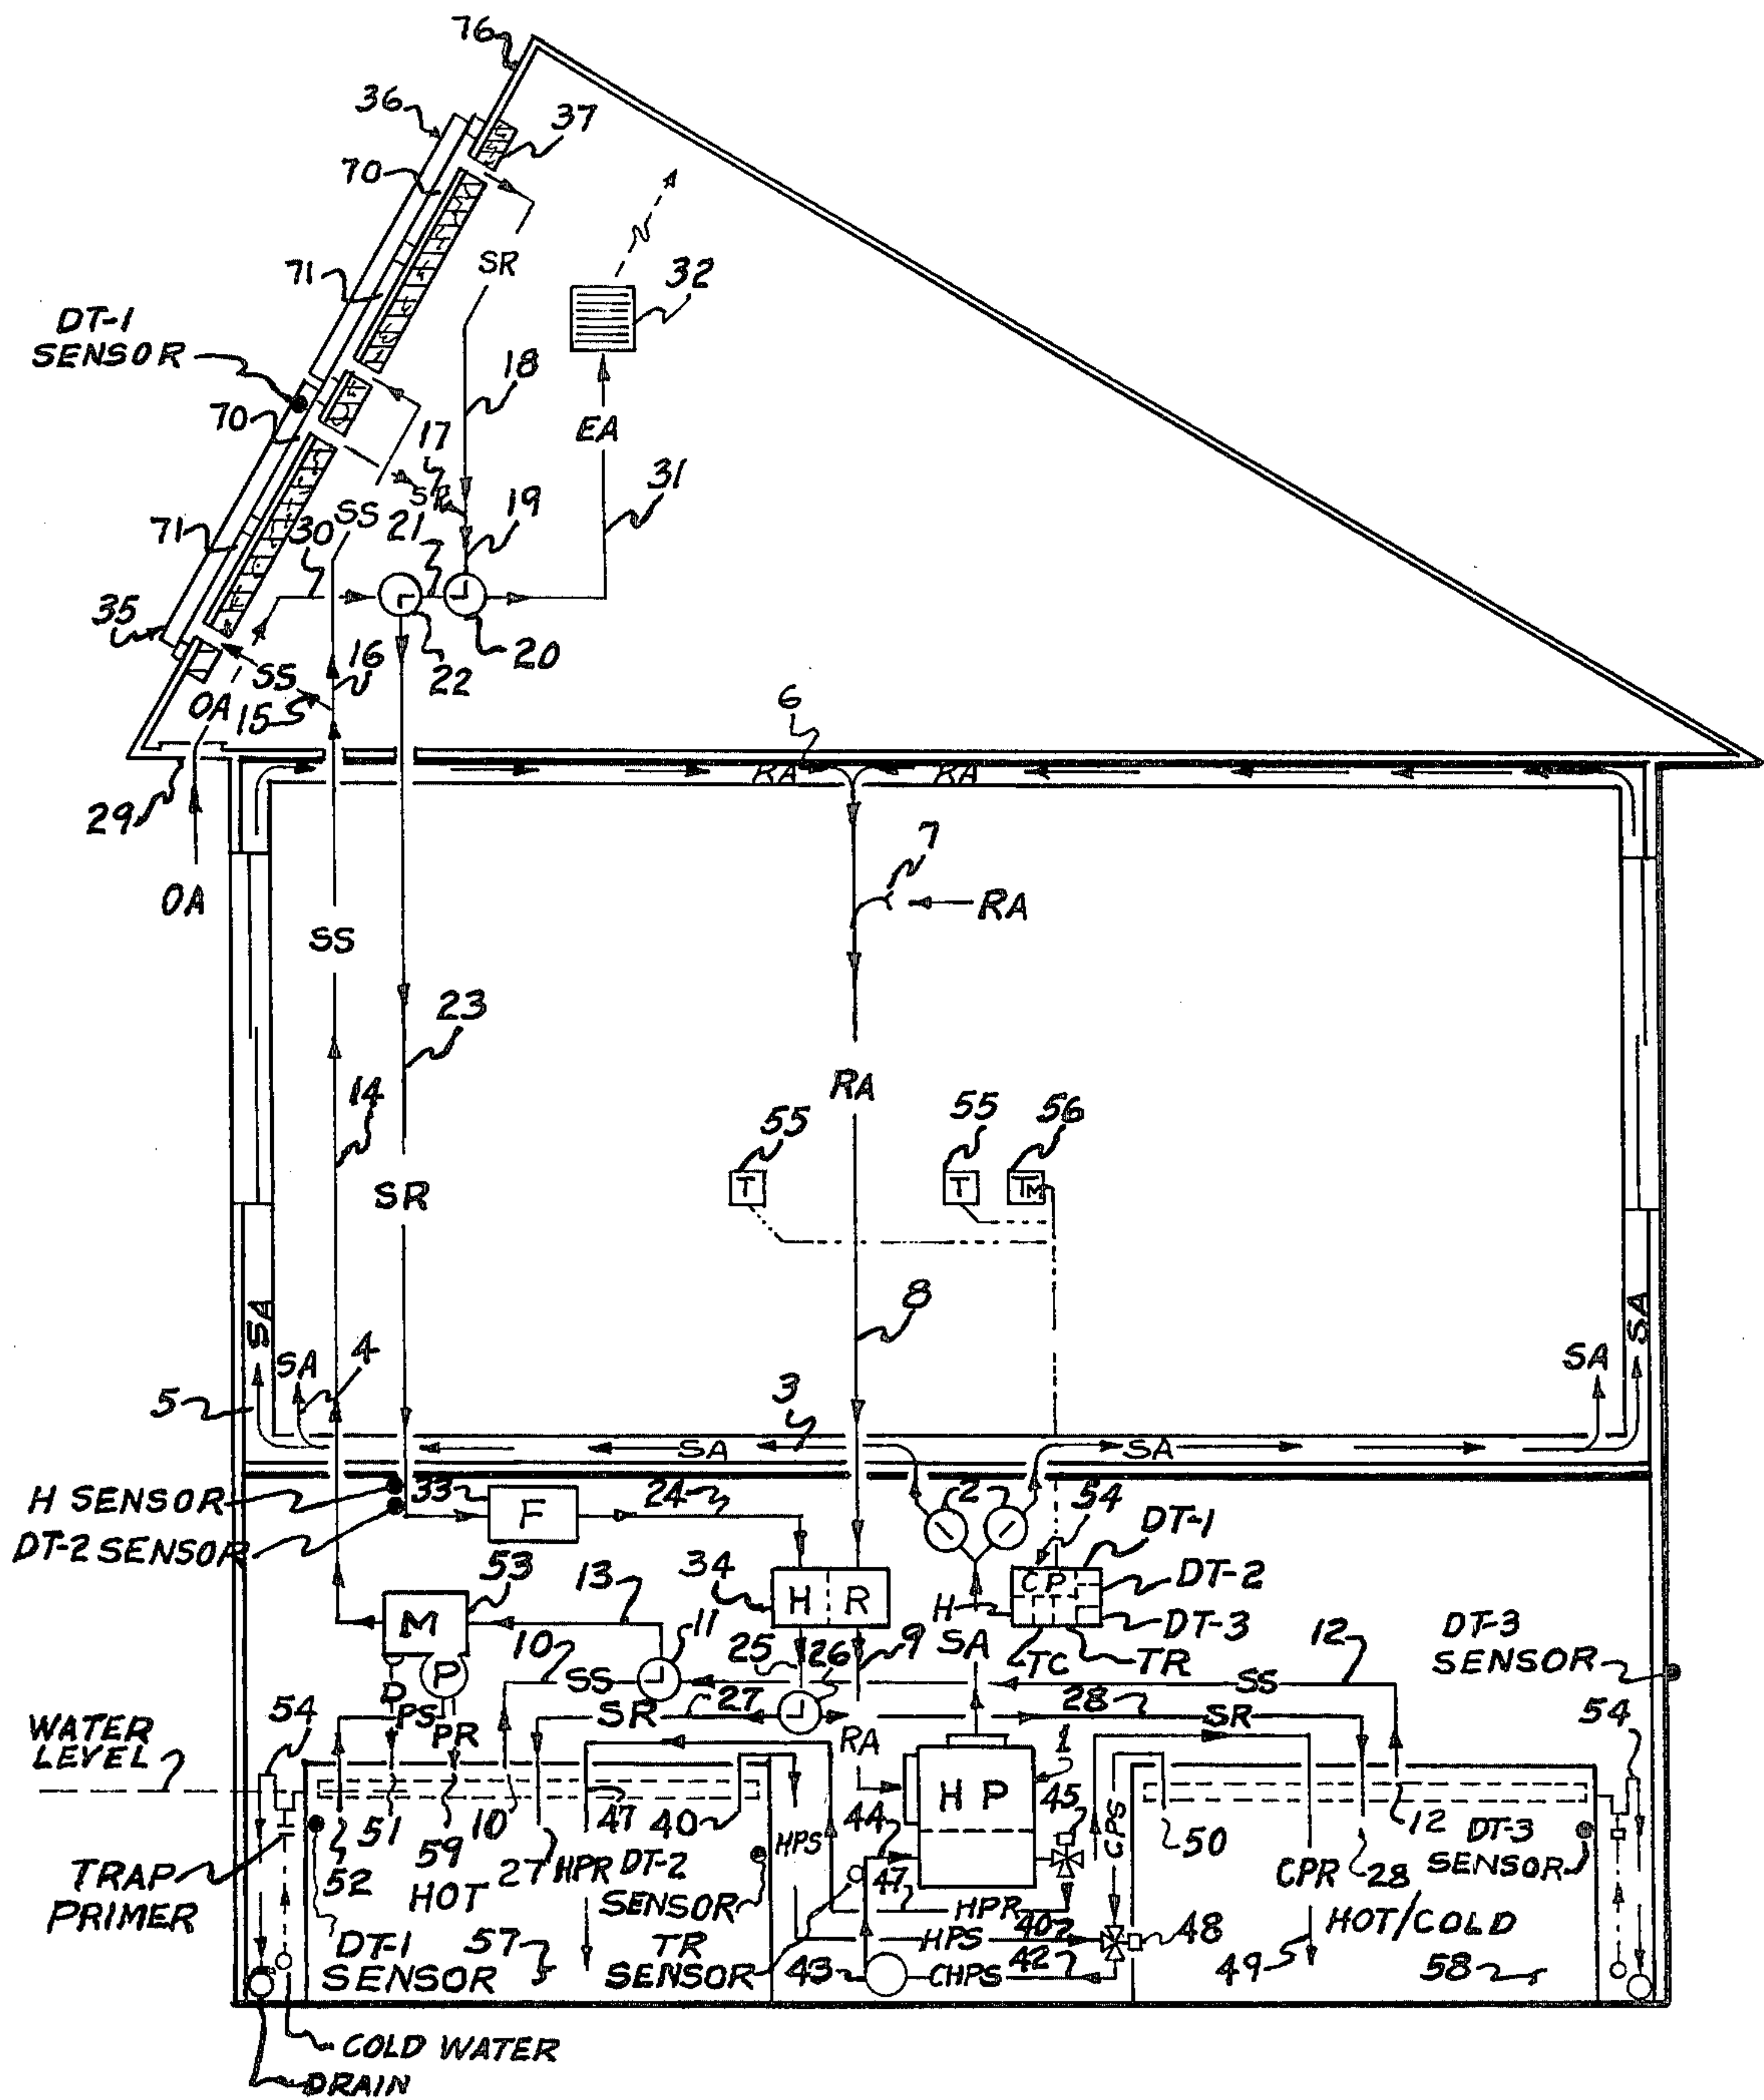 76
36
37
70
SR
71
32
DT-1
SENSOR
18
70
EA
17
SR
31
SS
19
71
30
21
35
16
20
SS
22
OA
15
6
RA
RA
29
7
OA
RA
SS
23
RA
14
55
55
56
T
T
TM
SR
8
SA
SA
4
SA
SA
3
5
SA
SA
H SENSOR
33
F
24
2
54
DT-1
DT-2 SENSOR
53
13
34
H
R
CP
DT-2
H
DT-3
M
11
9
SA
DT-3
SENSOR
10
25
26
TC
TR
12
P
SS
SS
D
PS
SR
27
28
SR
54
WATER
LEVEL
54
PR
RA
1
HP
45
CPS
51
10
47
40
HPS
44
50
12
DT-3
SENSOR
TRAP
PRIMER
52
59
HOT
27
HPR
DT-2
SENSOR
47
HPR
CPR
28
HOT/COLD
DT-1
SENSOR
57
TR
SENSOR
HPS
40
48
43
CHPS
42
49
58
COLD WATER
DRAIN